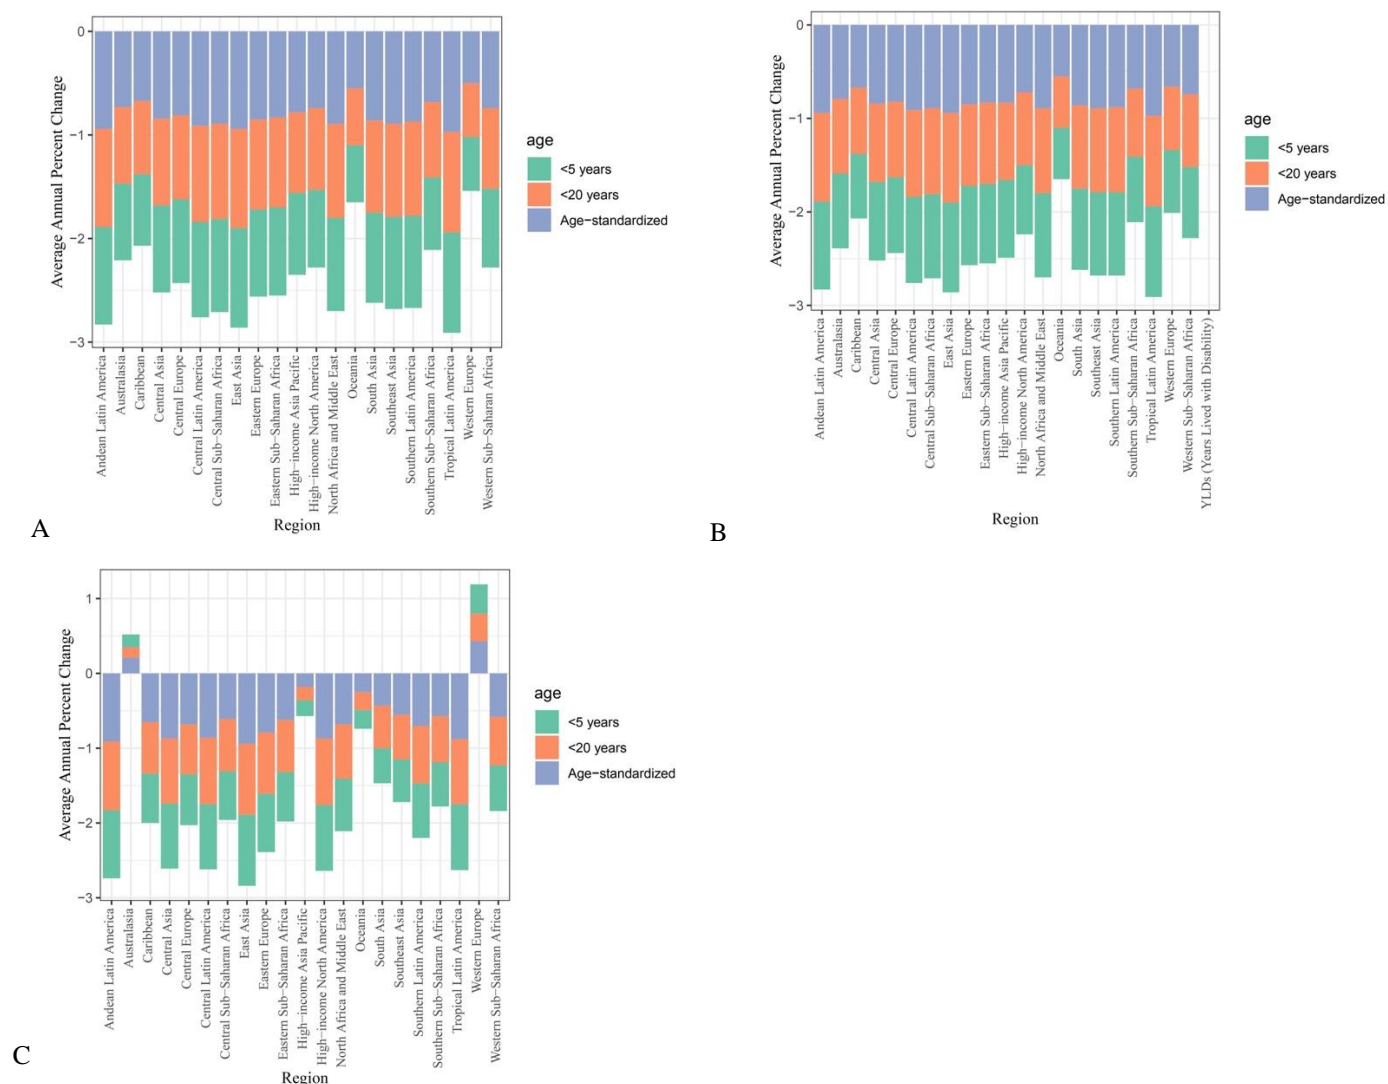 0
−1
−2
−3
Average Annual Percent Change
Andean Latin America
Australasia
Caribbean
Central Asia
Central Europe
Central Latin America
Central Sub−Saharan Africa
East Asia
Eastern Europe
Eastern Sub−Saharan Africa
High−income Asia Pacific
High−income North America
North Africa and Middle East
Oceania
South Asia
Southeast Asia
Southern Latin America
Southern Sub−Saharan Africa
Tropical Latin America
Western Europe
Western Sub−Saharan Africa
Region
age
<5 years
<20 years
Age−standardized
A
0
−1
−2
−3
Average Annual Percent Change
Andean Latin America
Australasia
Caribbean
Central Asia
Central Europe
Central Latin America
Central Sub−Saharan Africa
East Asia
Eastern Europe
Eastern Sub−Saharan Africa
High−income Asia Pacific
High−income North America
North Africa and Middle East
Oceania
South Asia
Southeast Asia
Southern Latin America
Southern Sub−Saharan Africa
Tropical Latin America
Western Europe
Western Sub−Saharan Africa
YLDs (Years Lived with Disability)
Region
age
<5 years
<20 years
Age−standardized
B
1
0
−1
−2
−3
Average Annual Percent Change
Andean Latin America
Australasia
Caribbean
Central Asia
Central Europe
Central Latin America
Central Sub−Saharan Africa
East Asia
Eastern Europe
Eastern Sub−Saharan Africa
High−income Asia Pacific
High−income North America
North Africa and Middle East
Oceania
South Asia
Southeast Asia
Southern Latin America
Southern Sub−Saharan Africa
Tropical Latin America
Western Europe
Western Sub−Saharan Africa
Region
age
<5 years
<20 years
Age−standardized
C